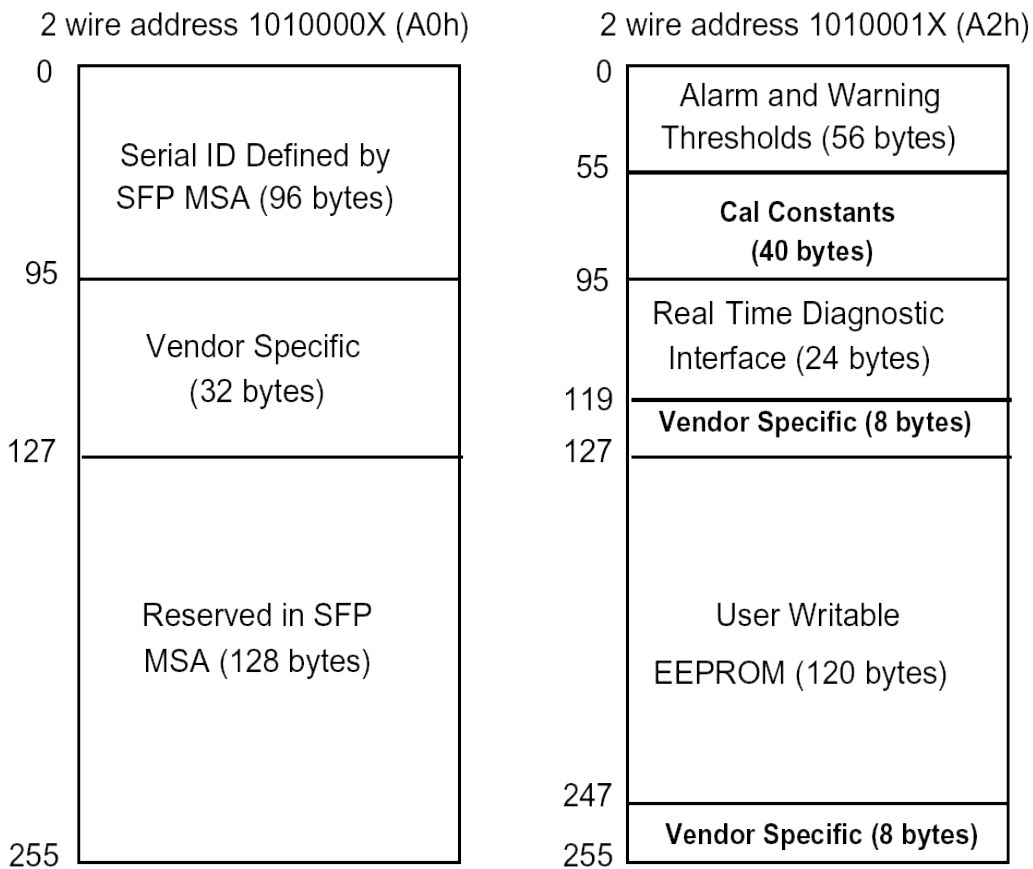 2 wire address 1010000X (A0h)
0
Serial ID Defined by
SFP MSA (96 bytes)
95
Vendor Specific
(32 bytes)
127
Reserved in SFP
MSA (128 bytes)
255
2 wire address 1010001X (A2h)
0
Alarm and Warning
Thresholds (56 bytes)
55
Cal Constants
(40 bytes)
95
Real Time Diagnostic
Interface (24 bytes)
119
Vendor Specific (8 bytes)
127
User Writable
EEPROM (120 bytes)
247
Vendor Specific (8 bytes)
255